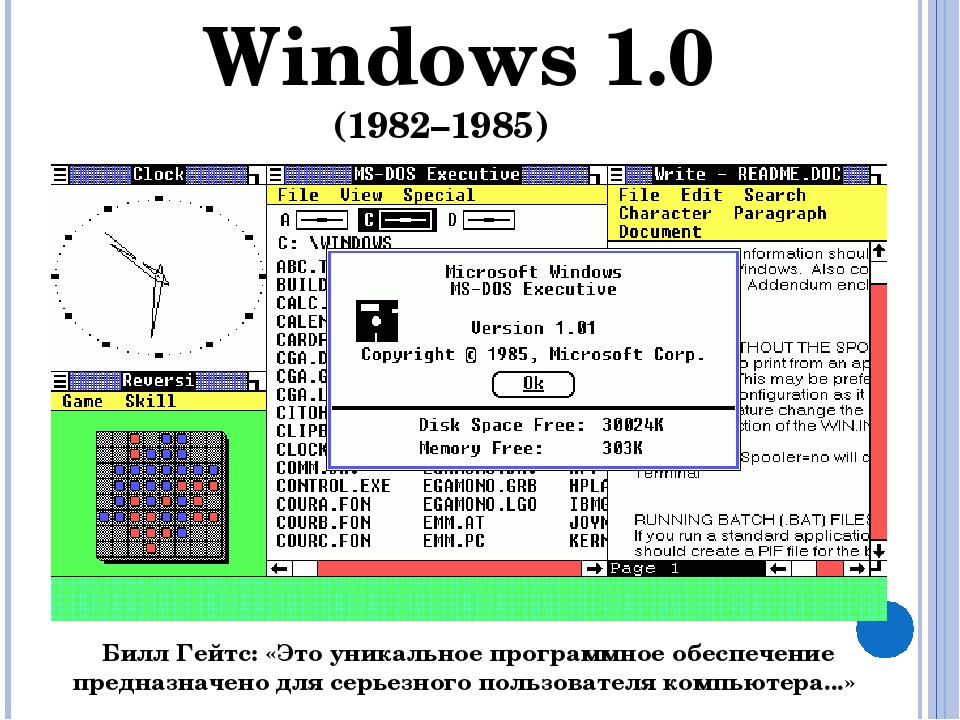 Windows 1.0
(1982–1985)
Clock
MS-DOS Executive
Write - README.DOC
File View Special
File Edit Search
Character Paragraph
Document
A C D
C: \WINDOWS
ABC.T
BUILD
CALC.
CALEN
CARDF
CGA.D
CGA.G
CGA.L
CITOH
CLIPB
CLOCK
CONTROL.EXE EGAMONO.GRB HPLA
COURA.FON EGAMONO.LGO IBMG
COURB.FON EMM.AT JOYM
COURC.FON EMM.PC KERN
Microsoft Windows
MS-DOS Executive
Version 1.01
Copyright © 1985, Microsoft Corp.
Ok
Disk Space Free: 30024K
Memory Free: 303K
nformation shoul
indows. Also co
Addendum encl
THOUT THE SPO
o print from an ap
This may be prefe
onfiguration as it
ature change the
ction of the WIN.IN
Spooler=no will c
Terminal
RUNNING BATCH (.BAT) FILES
If you run a standard applicatio
should create a PIF file for the b
Page 1
Reversi
Game Skill
Билл Гейтс: «Это уникальное программное обеспечение
предназначено для серьезного пользователя компьютера...»